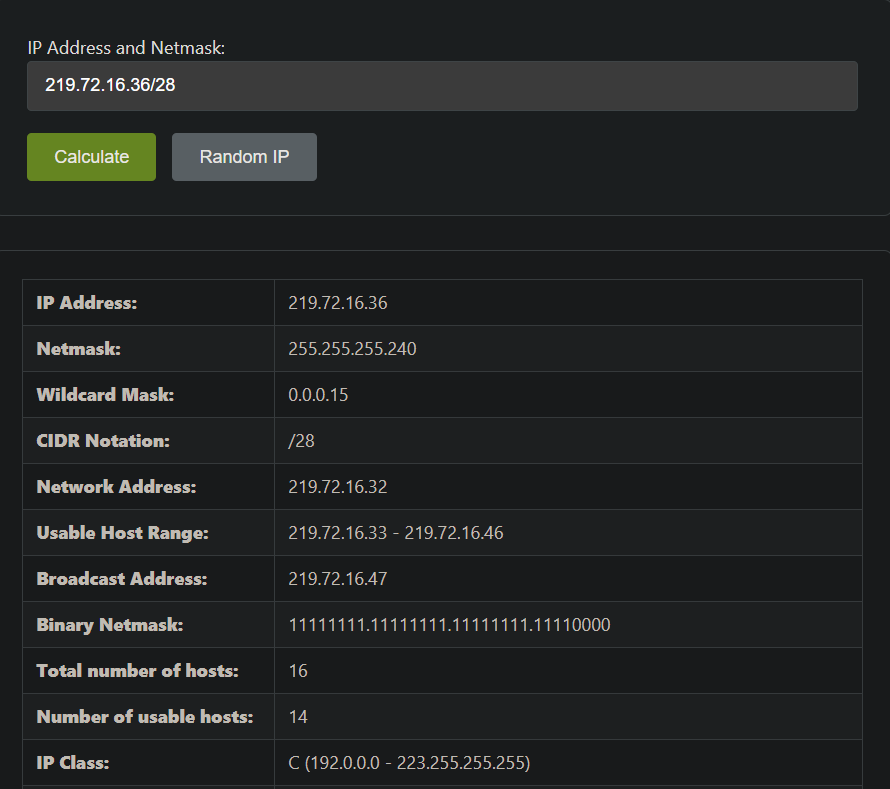 IP Address and Netmask:
219.72.16.36/28
Calculate Random IP
IP Address: 219.72.16.36
Netmask: 255.255.255.240
Wildcard Mask: 0.0.0.15
CIDR Notation: /28
Network Address: 219.72.16.32
Usable Host Range: 219.72.16.33 - 219.72.16.46
Broadcast Address: 219.72.16.47
Binary Netmask: 11111111.11111111.11111111.11110000
Total number of hosts: 16
Number of usable hosts: 14
IP Class: C (192.0.0.0 - 223.255.255.255)